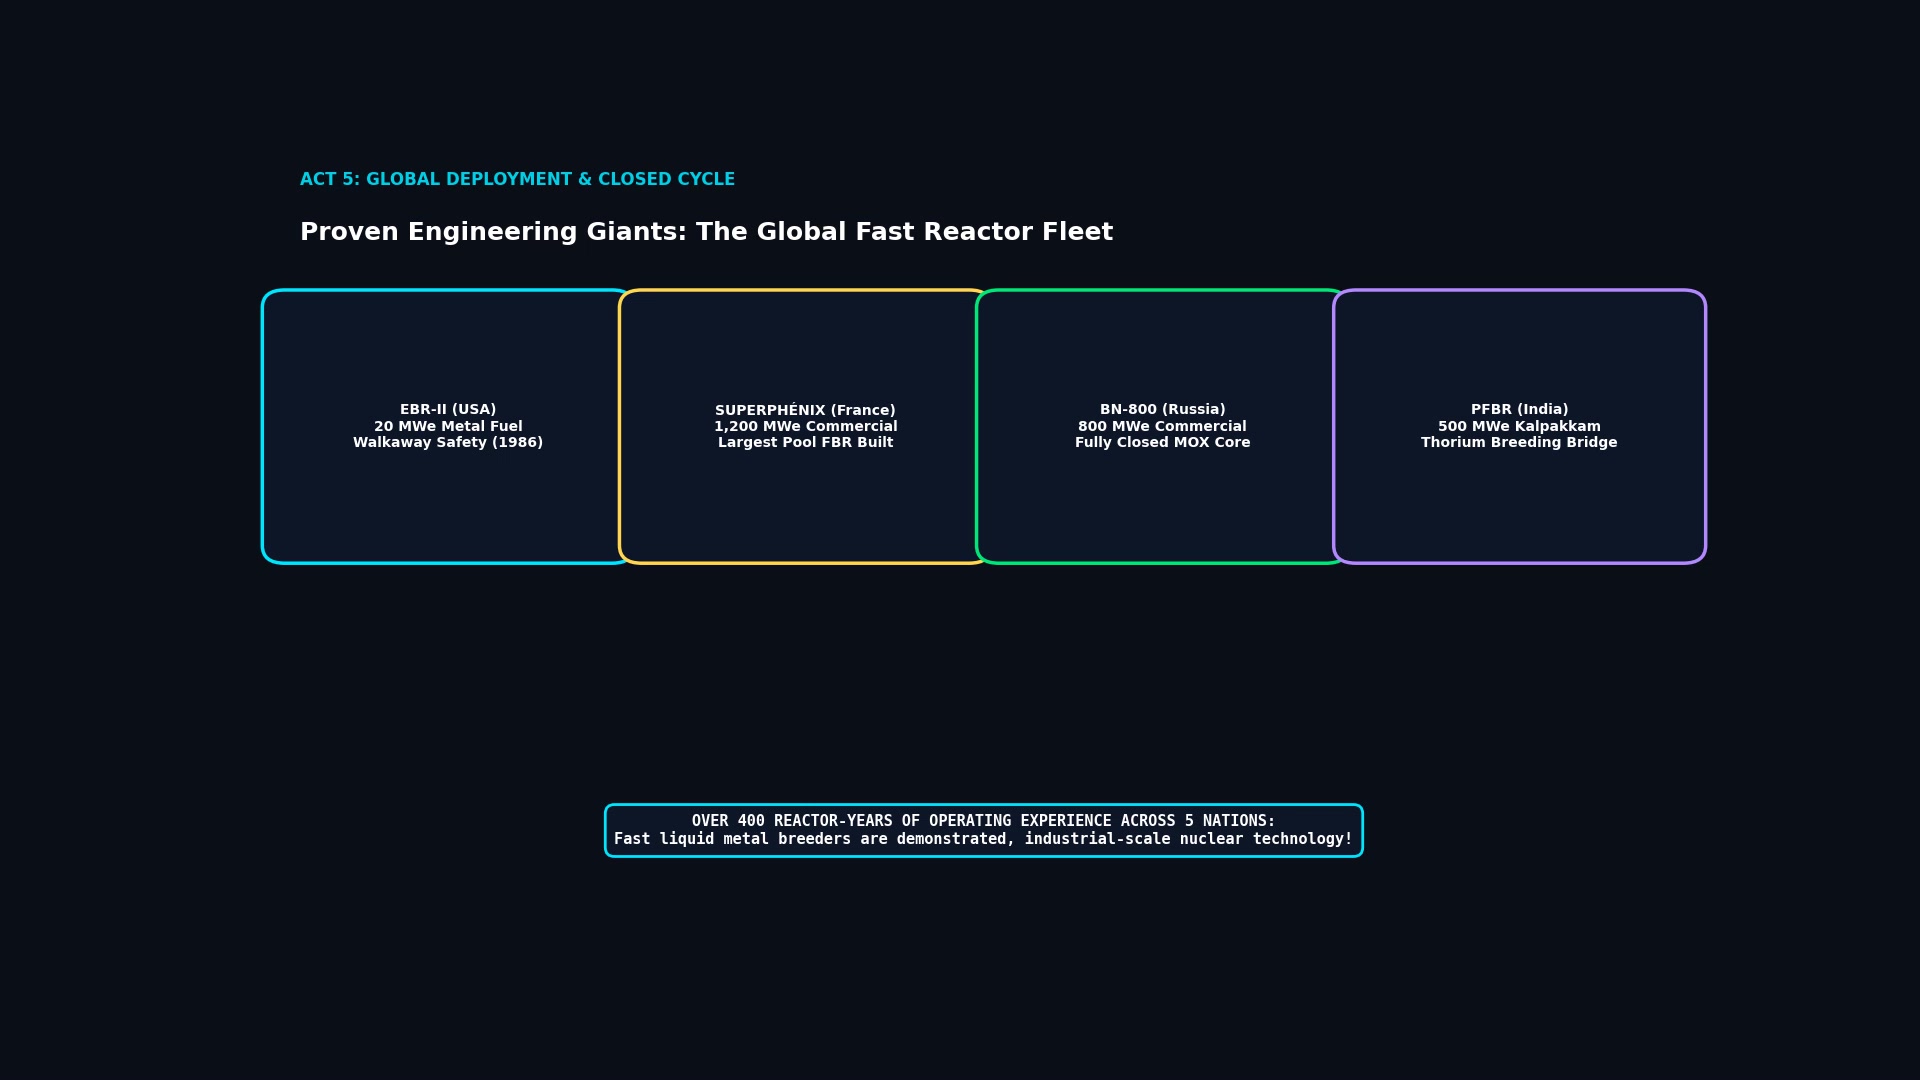 ACT 5: GLOBAL DEPLOYMENT & CLOSED CYCLE
Proven Engineering Giants: The Global Fast Reactor Fleet
EBR-II (USA)
20 MWe Metal Fuel
Walkaway Safety (1986)
SUPERPHÉNIX (France)
1,200 MWe Commercial
Largest Pool FBR Built
BN-800 (Russia)
800 MWe Commercial
Fully Closed MOX Core
PFBR (India)
500 MWe Kalpakkam
Thorium Breeding Bridge
OVER 400 REACTOR-YEARS OF OPERATING EXPERIENCE ACROSS 5 NATIONS:
Fast liquid metal breeders are demonstrated, industrial-scale nuclear technology!